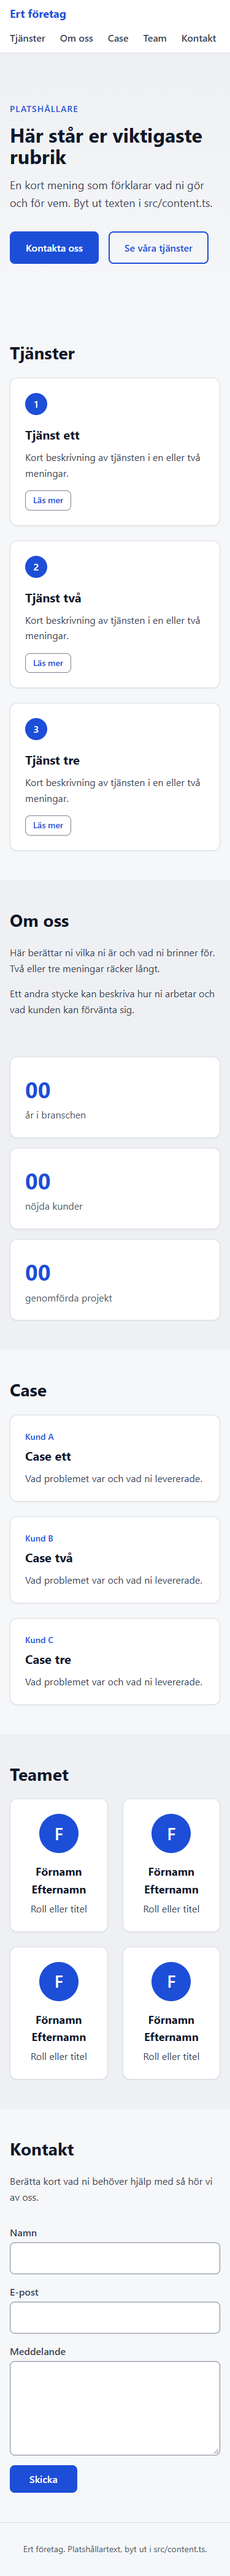 Ert företag
Tjänster Om oss Case Team Kontakt
PLATSHÅLLARE
Här står er viktigaste
rubrik
En kort mening som förklarar vad ni gör
och för vem. Byt ut texten i src/content.ts.
Kontakta oss Se våra tjänster
Tjänster
1
Tjänst ett
Kort beskrivning av tjänsten i en eller två
meningar.
Läs mer
2
Tjänst två
Kort beskrivning av tjänsten i en eller två
meningar.
Läs mer
3
Tjänst tre
Kort beskrivning av tjänsten i en eller två
meningar.
Läs mer
Om oss
Här berättar ni vilka ni är och vad ni brinner för.
Två eller tre meningar räcker långt.
Ett andra stycke kan beskriva hur ni arbetar och
vad kunden kan förvänta sig.
00
år i branschen
00
nöjda kunder
00
genomförda projekt
Case
Kund A
Case ett
Vad problemet var och vad ni levererade.
Kund B
Case två
Vad problemet var och vad ni levererade.
Kund C
Case tre
Vad problemet var och vad ni levererade.
Teamet
F F
Förnamn Förnamn
Efternamn Efternamn
Roll eller titel Roll eller titel
F F
Förnamn Förnamn
Efternamn Efternamn
Roll eller titel Roll eller titel
Kontakt
Berätta kort vad ni behöver hjälp med så hör vi
av oss.
Namn
E-post
Meddelande
Skicka
Ert företag. Platshållartext, byt ut i src/content.ts.